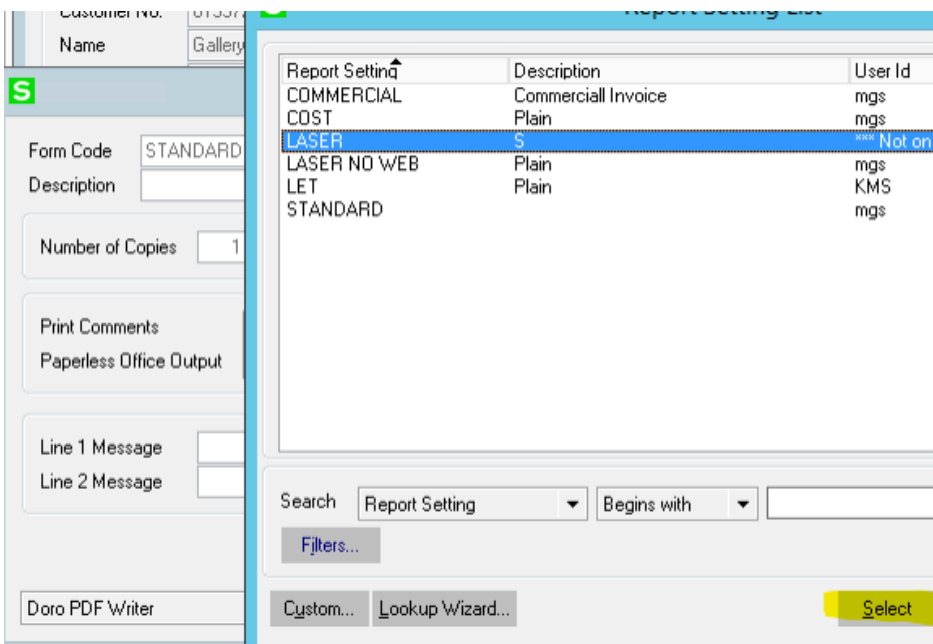 Customer No.
Name Gallery
Report Setting List
S
Form Code STANDARD
Description
Number of Copies 1
Print Comments
Paperless Office Output
Line 1 Message
Line 2 Message
Doro PDF Writer
Report Setting Description User Id
COMMERCIAL Commerciall Invoice mgs
COST Plain mgs
LASER S *** Not on
LASER NO WEB Plain mgs
LET Plain KMS
STANDARD mgs
Search Report Setting Begins with
Filters...
Custom... Lookup Wizard... Select